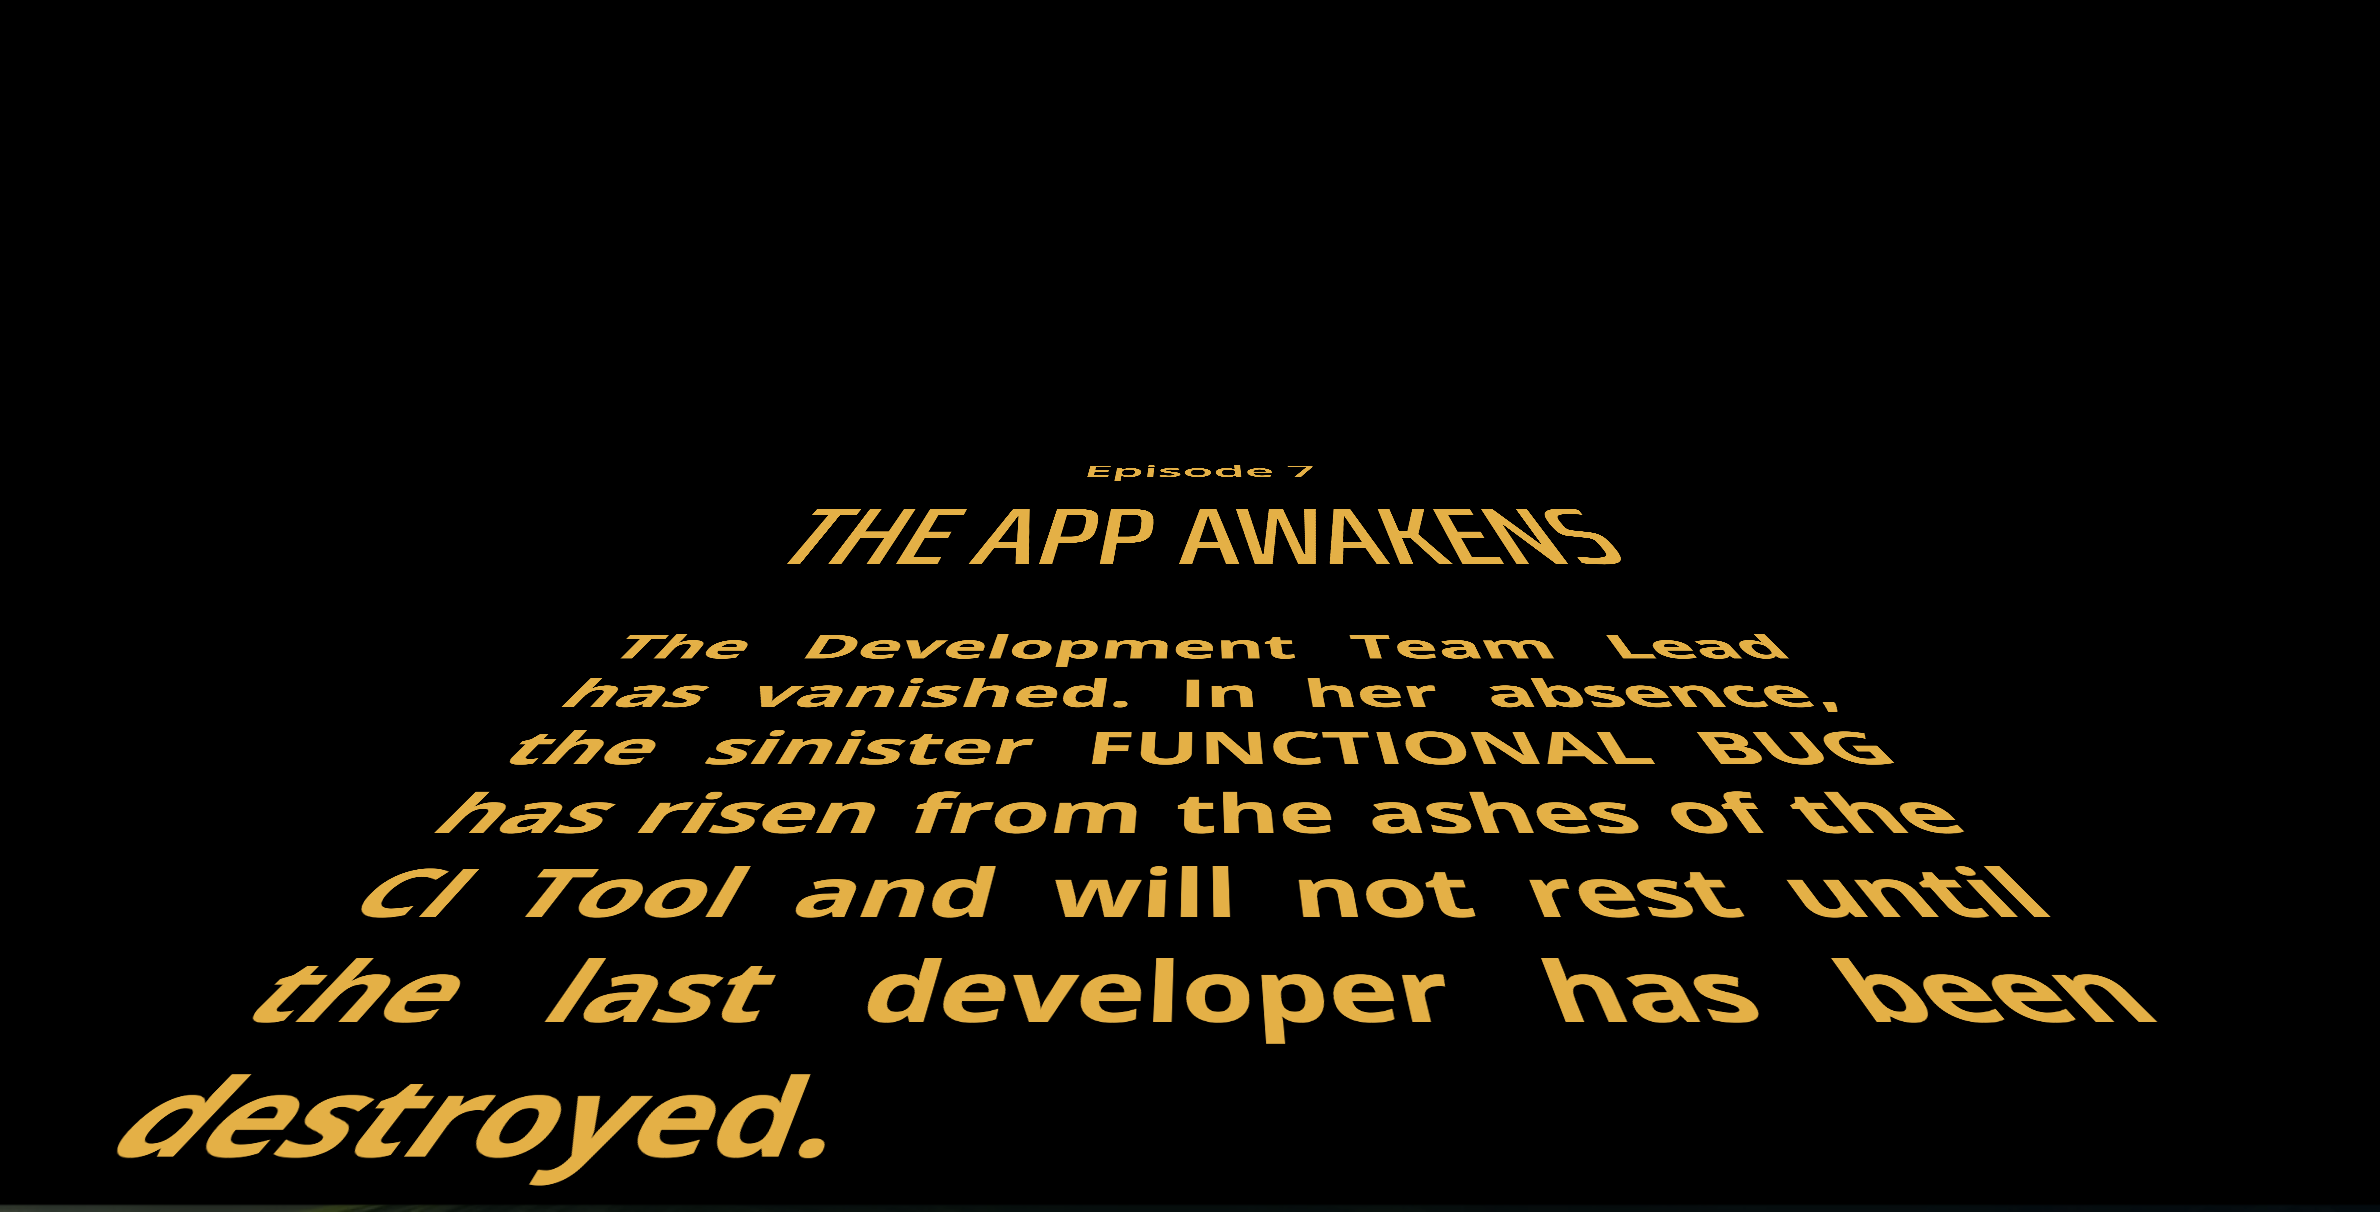 Episode 7
THE APP AWAKENS
The Development Team Lead
has vanished. In her absence,
the sinister FUNCTIONAL BUG
has risen from the ashes of the
CI Tool and will not rest until
the last developer has been
destroyed.